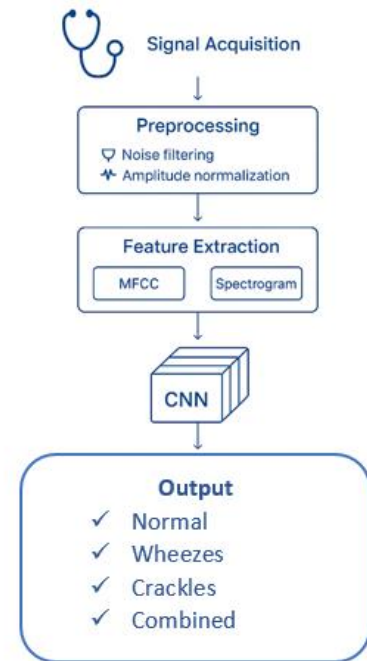 Signal Acquisition
Preprocessing
Noise filtering
Amplitude normalization
Feature Extraction
MFCC Spectrogram
CNN
Output
✓ Normal
✓ Wheezes
✓ Crackles
✓ Combined